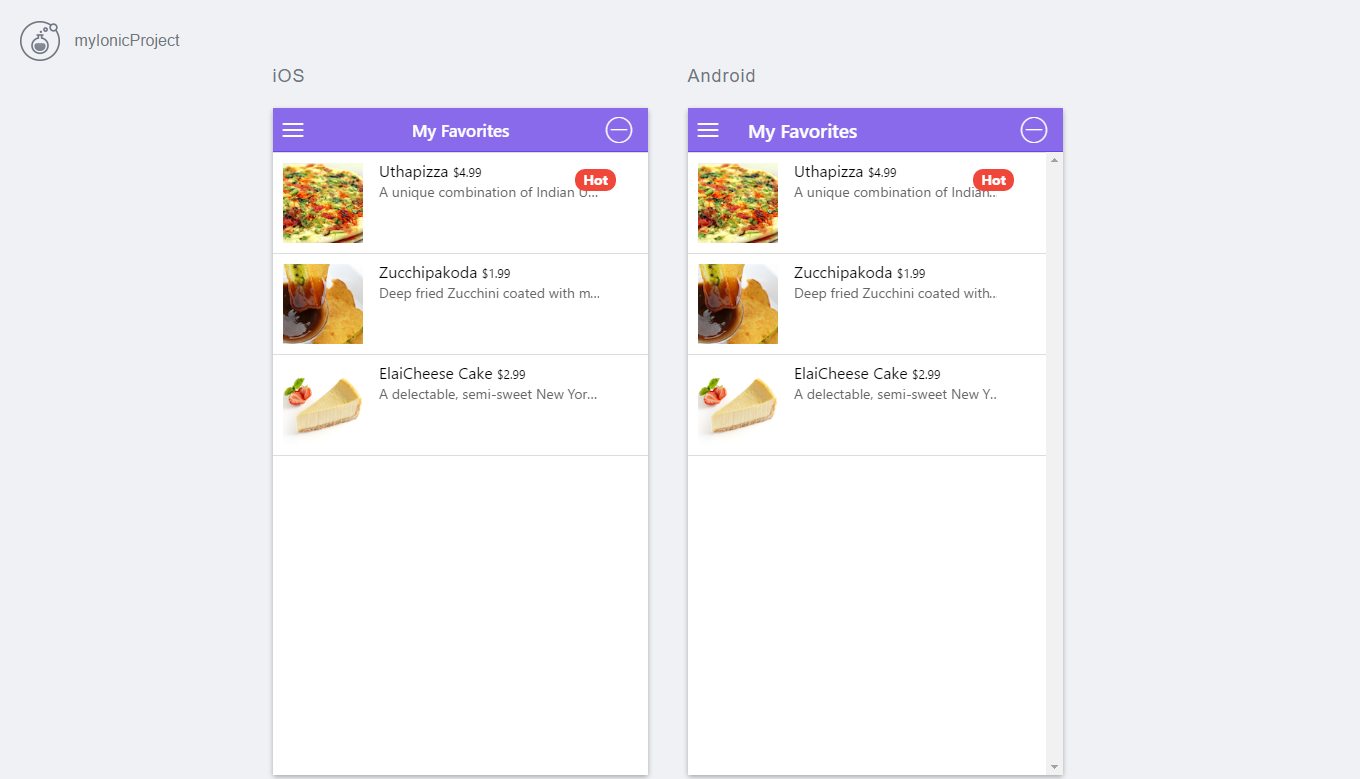 myIonicProject
iOS
My Favorites
Uthapizza $4.99
Hot
A unique combination of Indian U...
Zucchipakoda $1.99
Deep fried Zucchini coated with m...
ElaiCheese Cake $2.99
A delectable, semi-sweet New Yor...
Android
My Favorites
Uthapizza $4.99
Hot
A unique combination of Indian..
Zucchipakoda $1.99
Deep fried Zucchini coated with..
ElaiCheese Cake $2.99
A delectable, semi-sweet New Y..